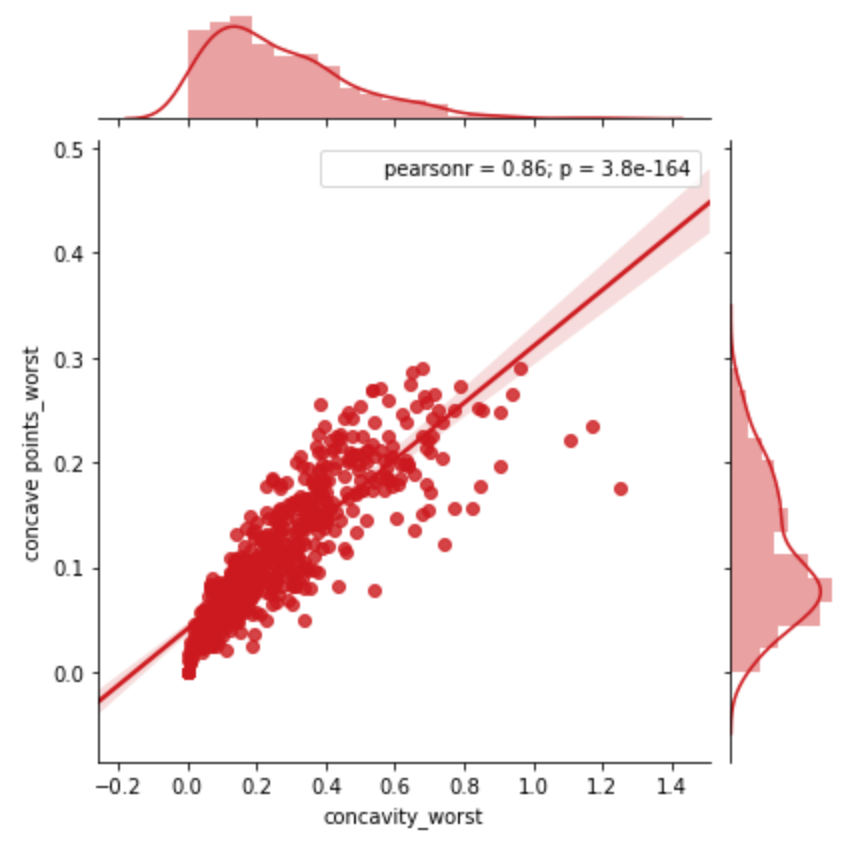 0.5
pearsonr = 0.86; p = 3.8e-164
0.4
0.3
0.2
0.1
0.0
concave points_worst
−0.2 0.0 0.2 0.4 0.6 0.8 1.0 1.2 1.4
concavity_worst